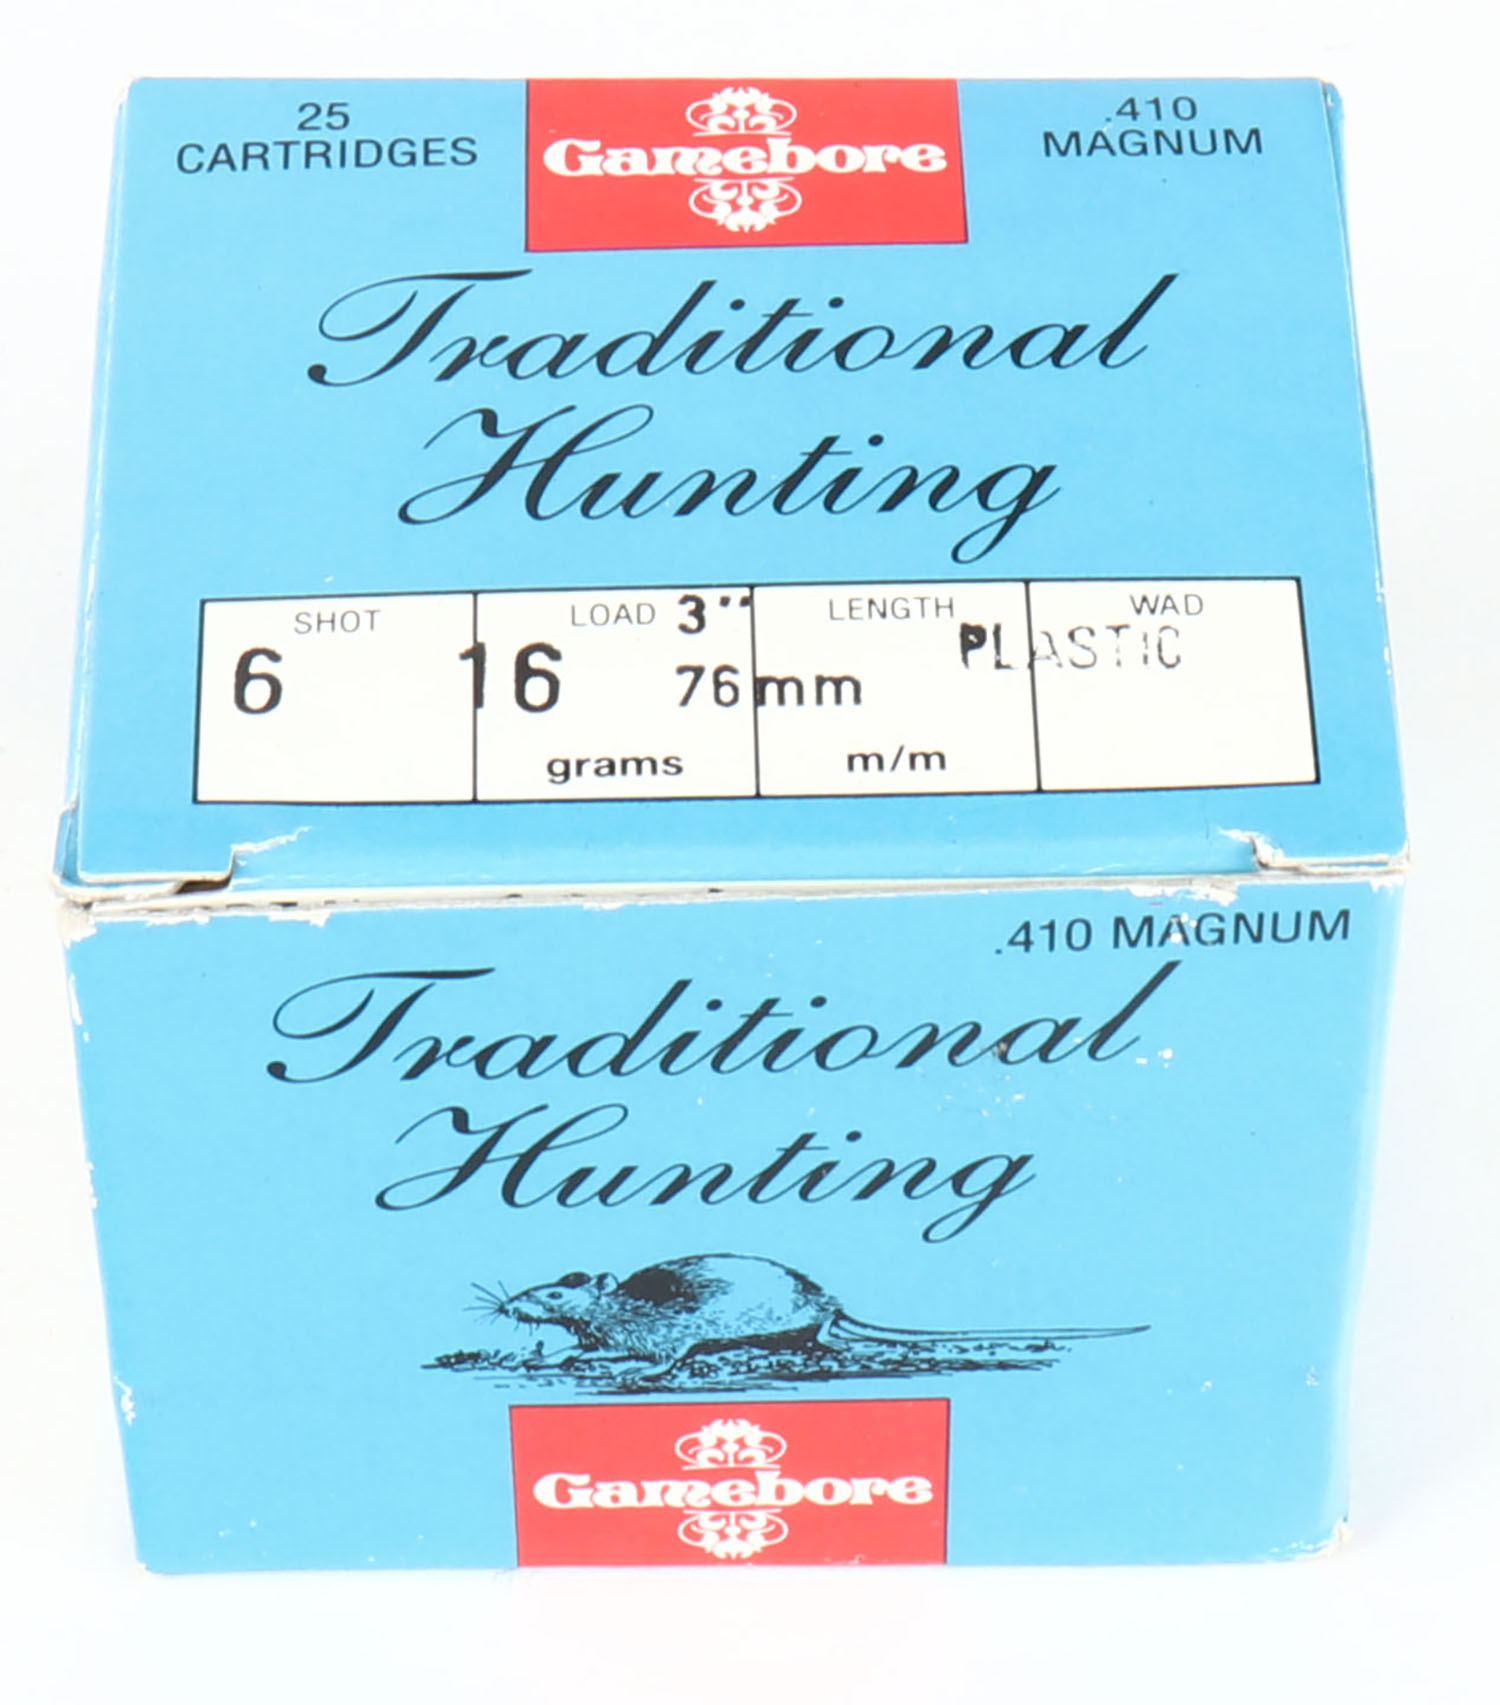 25
CARTRIDGES
Gamebore
.410
MAGNUM
Traditional
Hunting
SHOT LOAD 3" LENGTH WAD
6 16 76mm PLASTIC
grams m/m
.410 MAGNUM
Traditional
Hunting
Gamebore